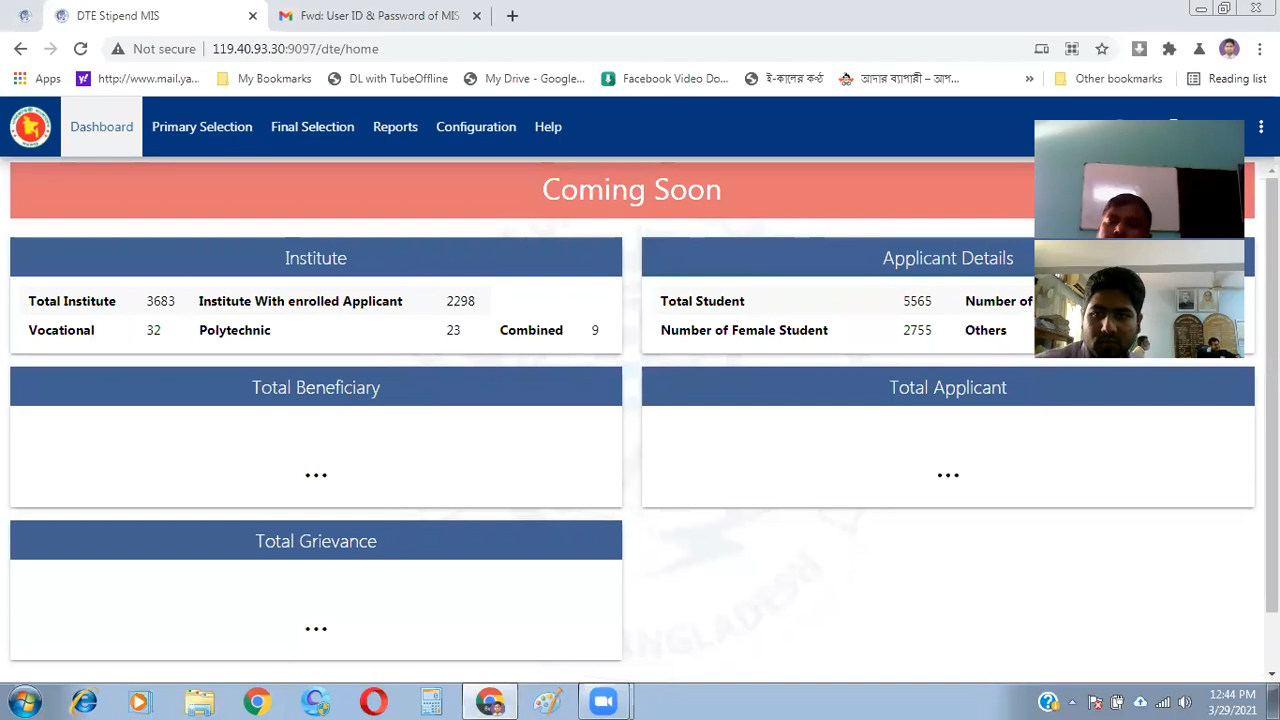 DTE Stipend MIS
Fwd: User ID & Password of MIS
Not secure
119.40.93.30:9097/dte/home
Apps
http://www.mail.ya...
My Bookmarks
DL with TubeOffline
My Drive - Google...
Facebook Video Do...
ই-কালের কণ্ঠ
আদার ব্যাপারী – আপ...
»
Other bookmarks
Reading list
Dashboard
Primary Selection
Final Selection
Reports
Configuration
Help
Coming Soon
Institute
Total Institute 3683 Institute With enrolled Applicant 2298
Vocational 32 Polytechnic 23 Combined 9
Applicant Details
Total Student 5565 Number of
Number of Female Student 2755 Others
Total Beneficiary
...
Total Applicant
...
Total Grievance
...
12:44 PM
3/29/2021